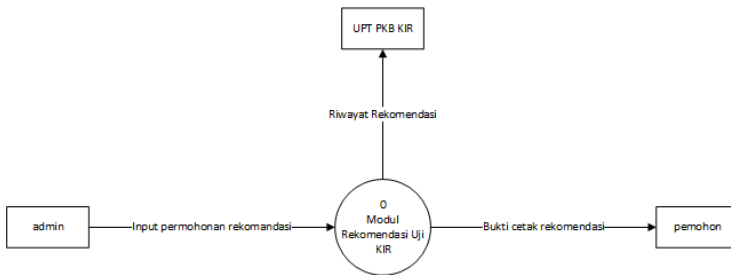 UPT PKB KIR
Riwayat Rekomendasi
admin
Input permohonan rekomandasi
0
Modul
Rekomendasi Uji
KIR
Bukti cetak rekomendasi
pemohon